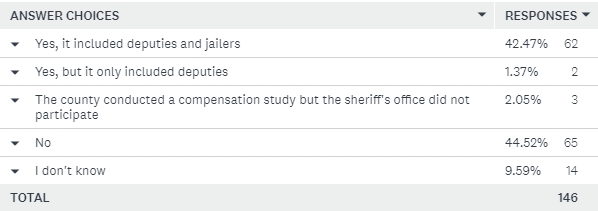 ANSWER CHOICES RESPONSES
Yes, it included deputies and jailers 42.47% 62
Yes, but it only included deputies 1.37% 2
The county conducted a compensation study but the sheriff's office did not 2.05% 3
participate
No 44.52% 65
I don't know 9.59% 14
TOTAL 146